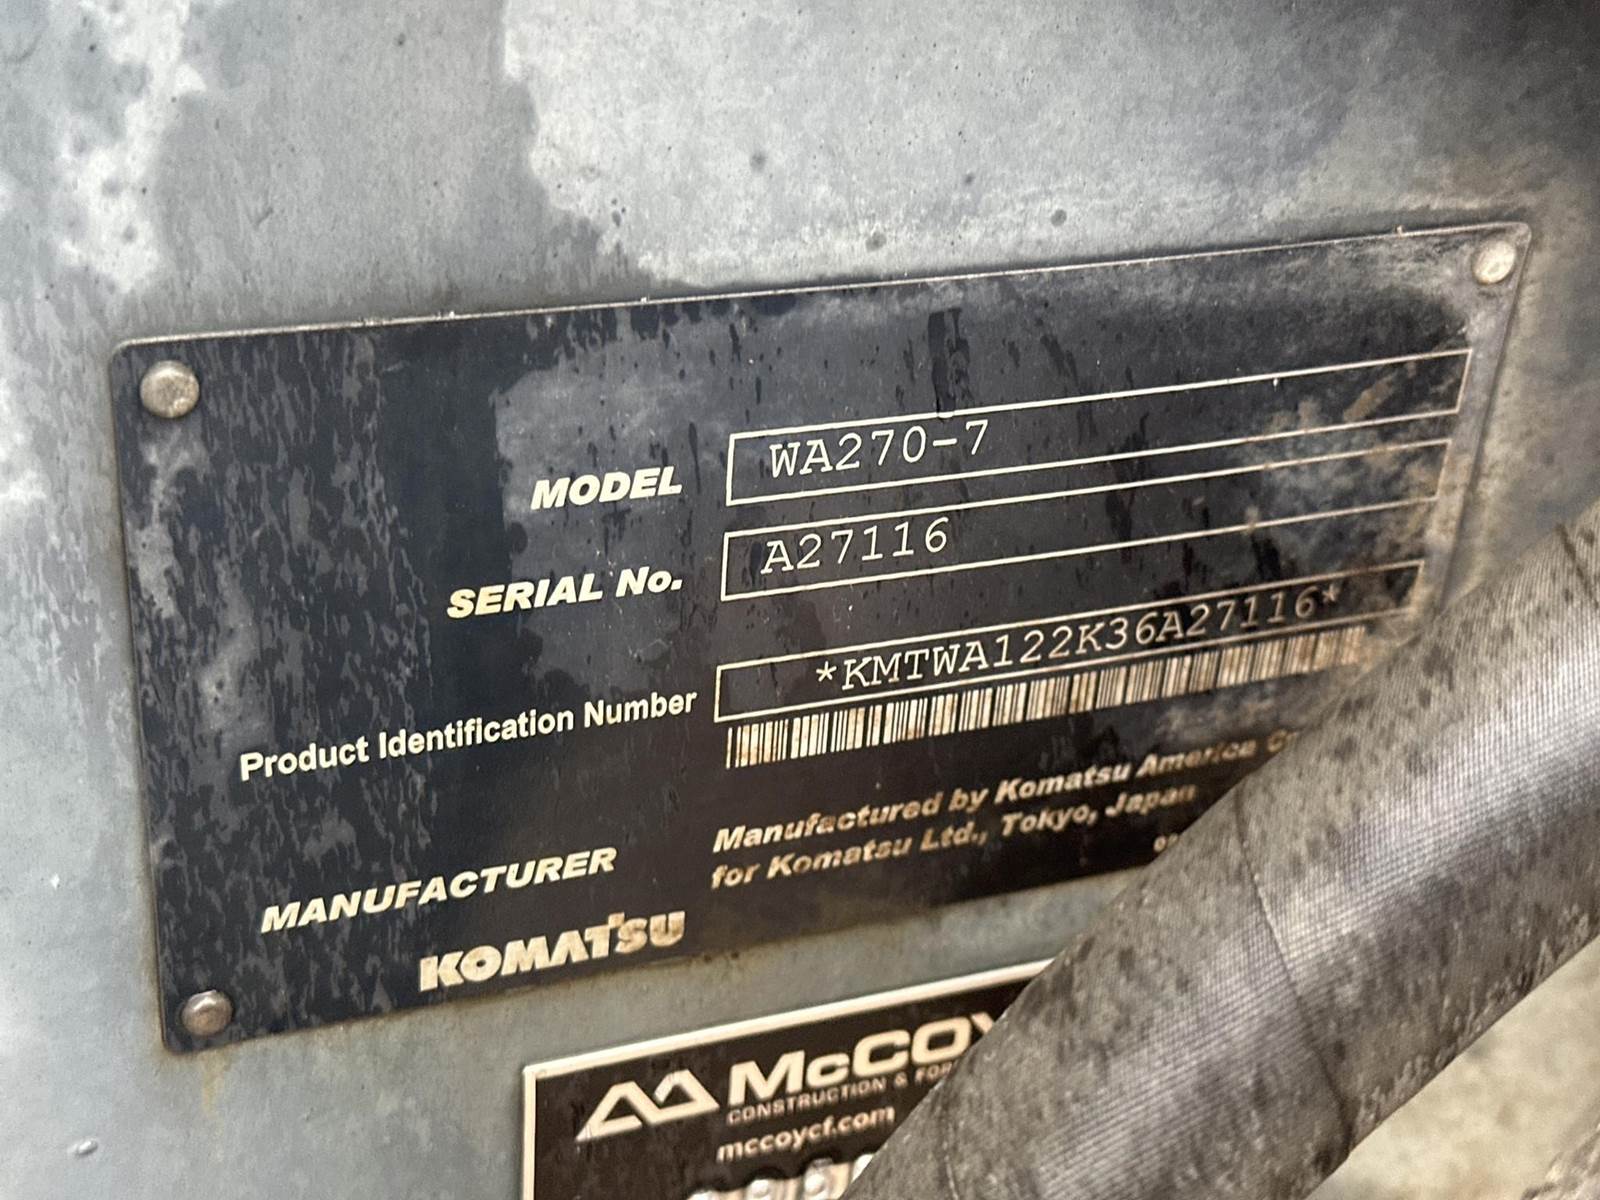 MODEL WA270-7
SERIAL No. A27116
Product Identification Number *KMTWA122K36A27116*
MANUFACTURER Manufactured by Komatsu America
for Komatsu Ltd., Tokyo, Japan
KOMATSU
McCOY
CONSTRUCTION &
mccoycf.com